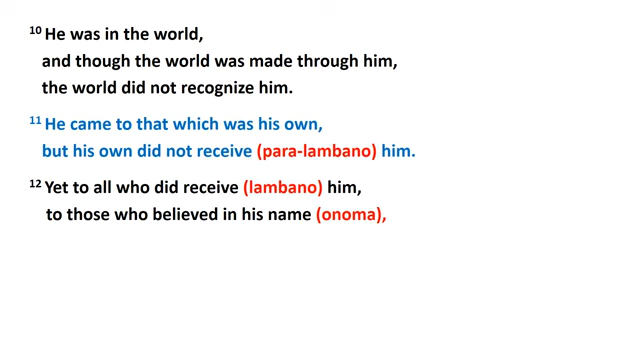 10 He was in the world,
and though the world was made through him,
the world did not recognize him.
11 He came to that which was his own,
but his own did not receive (para-lambano) him.
12 Yet to all who did receive (lambano) him,
to those who believed in his name (onoma),